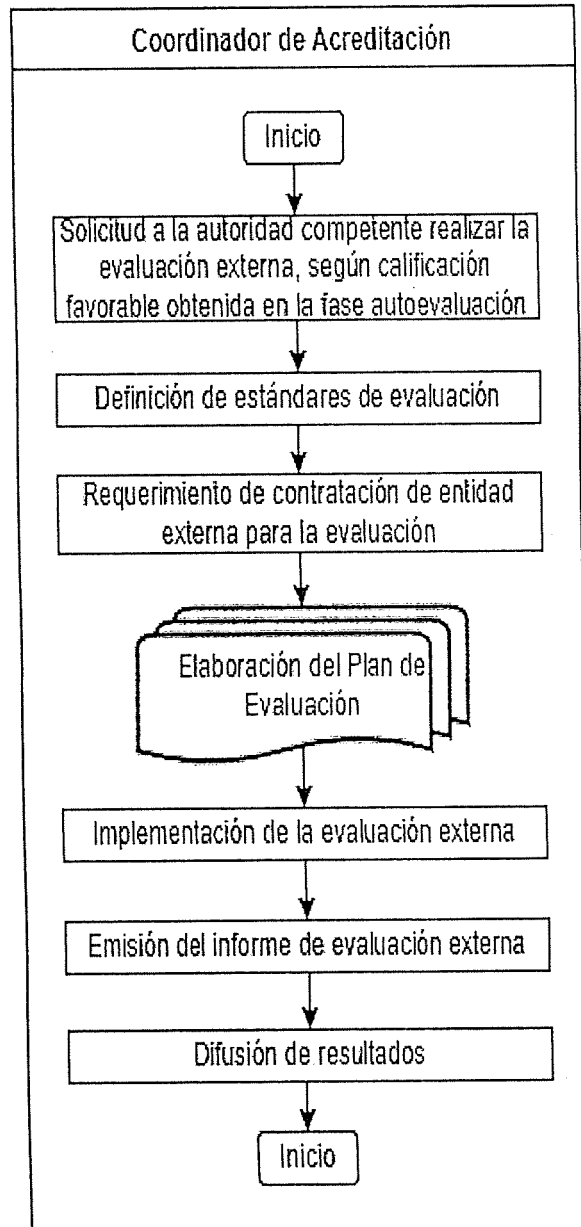 Coordinador de Acreditación
Inicio
Solicitud a la autoridad competente realizar la
evaluación externa, según calificación
favorable obtenida en la fase autoevaluación
Definición de estándares de evaluación
Requerimiento de contratación de entidad
externa para la evaluación
Elaboración del Plan de
Evaluación
Implementación de la evaluación externa
Emisión del informe de evaluación externa
Difusión de resultados
Inicio